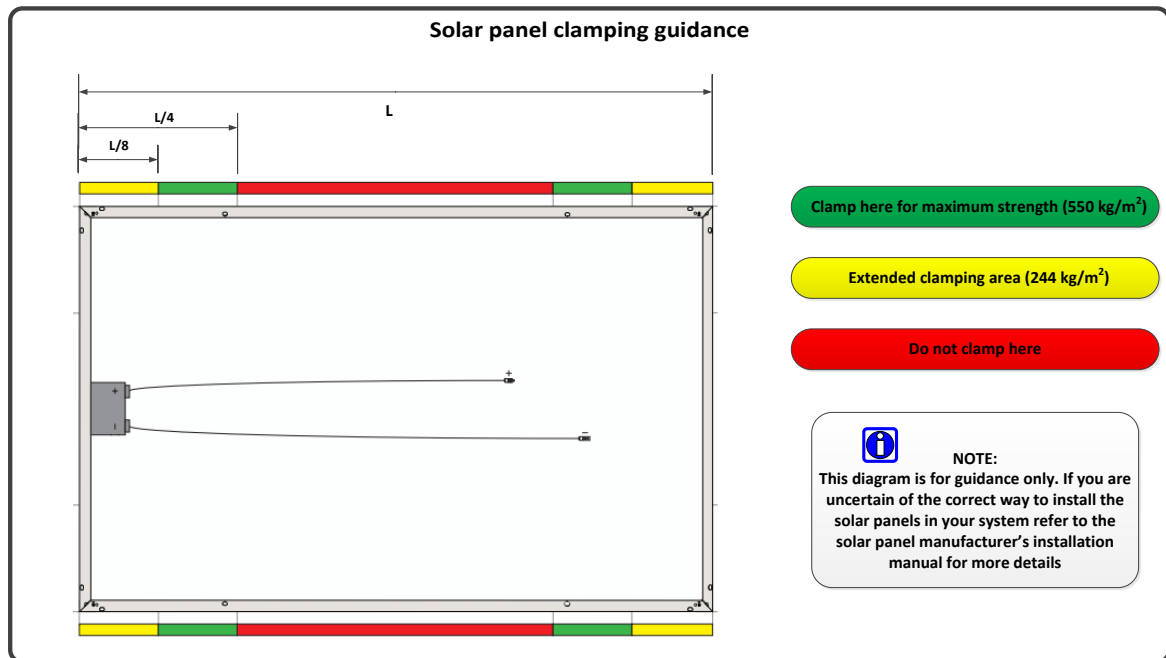 Solar panel clamping guidance
L
L/4
L/8
Clamp here for maximum strength (550 kg/m²)
Extended clamping area (244 kg/m²)
Do not clamp here
+
+
–
–
NOTE:
This diagram is for guidance only. If you are
uncertain of the correct way to install the
solar panels in your system refer to the
solar panel manufacturer’s installation
manual for more details